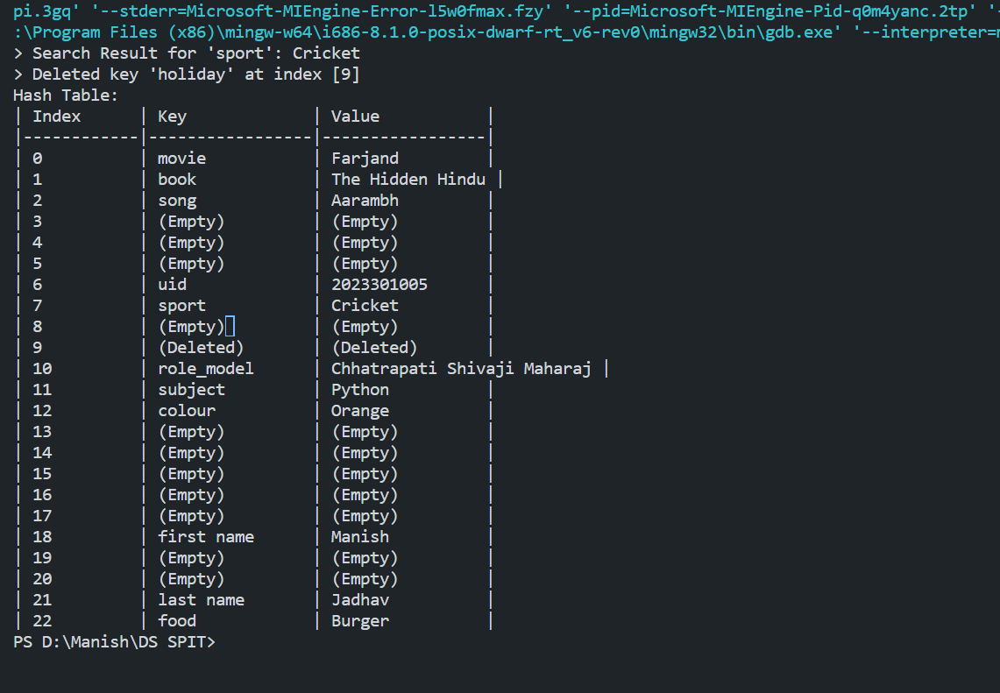 pi.3gq' '--stderr=Microsoft-MIEngine-Error-l5w0fmax.fzy' '--pid=Microsoft-MIEngine-Pid-q0m4yanc.2tp' '-
:\Program Files (x86)\mingw-w64\i686-8.1.0-posix-dwarf-rt_v6-rev0\mingw32\bin\gdb.exe' '--interpreter=
> Search Result for 'sport': Cricket
> Deleted key 'holiday' at index [9]
Hash Table:
| Index      | Key             | Value           |
|------------|-----------------|-----------------|
| 0          | movie           | Farjand         |
| 1          | book            | The Hidden Hindu |
| 2          | song            | Aarambh         |
| 3          | (Empty)         | (Empty)         |
| 4          | (Empty)         | (Empty)         |
| 5          | (Empty)         | (Empty)         |
| 6          | uid             | 2023301005      |
| 7          | sport           | Cricket         |
| 8          | (Empty)         | (Empty)         |
| 9          | (Deleted)       | (Deleted)       |
| 10         | role_model      | Chhatrapati Shivaji Maharaj |
| 11         | subject         | Python          |
| 12         | colour          | Orange          |
| 13         | (Empty)         | (Empty)         |
| 14         | (Empty)         | (Empty)         |
| 15         | (Empty)         | (Empty)         |
| 16         | (Empty)         | (Empty)         |
| 17         | (Empty)         | (Empty)         |
| 18         | first name      | Manish          |
| 19         | (Empty)         | (Empty)         |
| 20         | (Empty)         | (Empty)         |
| 21         | last name       | Jadhav          |
| 22         | food            | Burger          |
PS D:\Manish\DS SPIT>